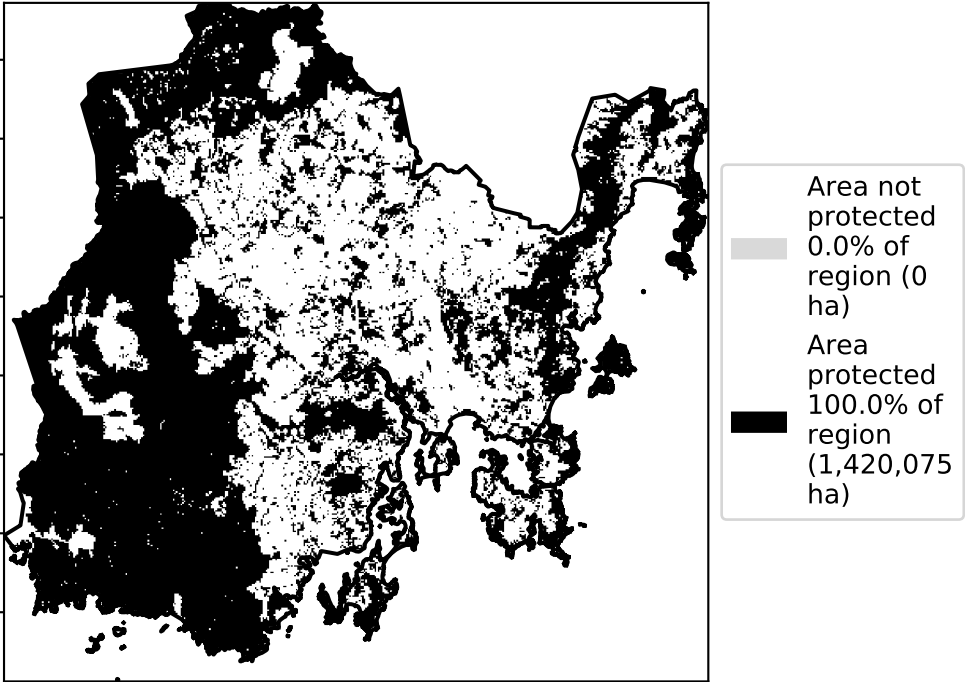 Area not
protected
0.0% of
region (0
ha)
Area
protected
100.0% of
region
(1,420,075
ha)